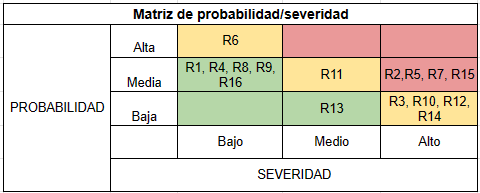 Matriz de probabilidad/severidad
PROBABILIDAD
Alta
R6
Media
R1, R4, R8, R9,
R16
R11
R2,R5, R7, R15
Baja
R13
R3, R10, R12,
R14
Bajo
Medio
Alto
SEVERIDAD